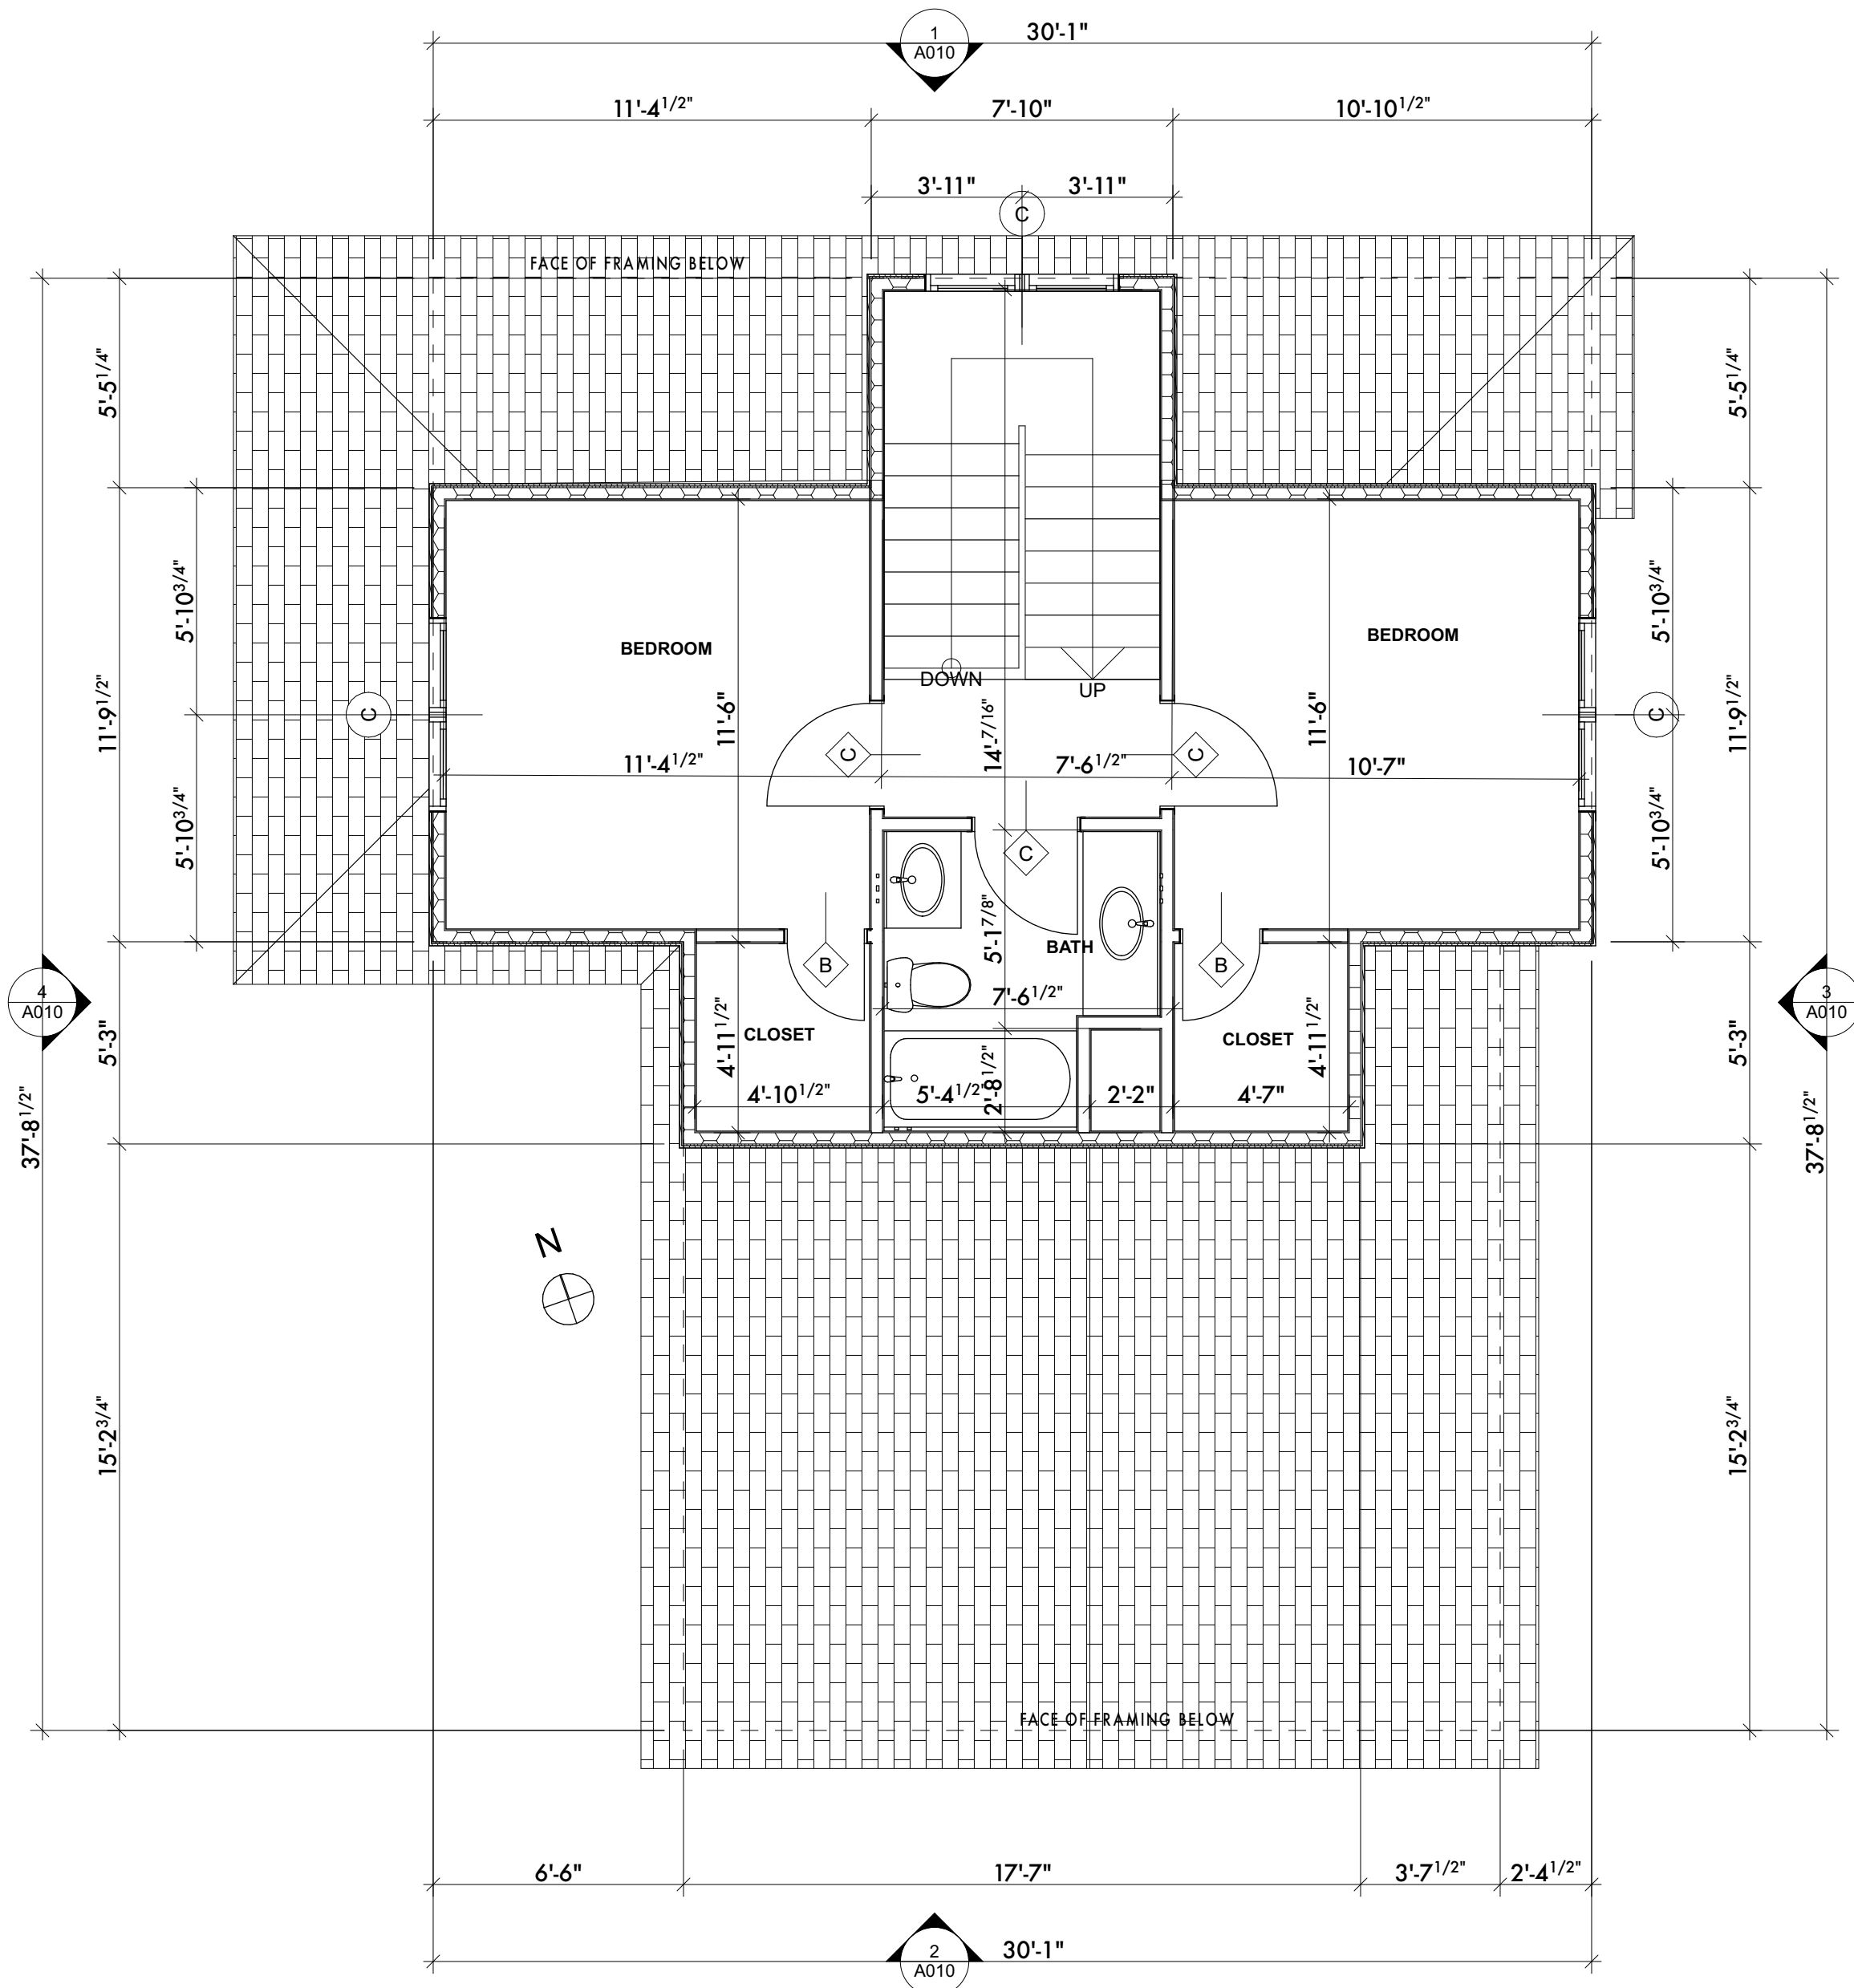 1
A010
30'-1"
11'-4 1/2"
7'-10"
10'-10 1/2"
3'-11"
3'-11"
C
FACE OF FRAMING BELOW
5'-5 1/4"
5'-5 1/4"
5'-10 3/4"
5'-10 3/4"
BEDROOM
BEDROOM
DOWN
UP
11'-9 1/2"
C
11'-6"
14'-7/16"
11'-6"
C
11'-9 1/2"
C
C
11'-4 1/2"
7'-6 1/2"
10'-7"
5'-10 3/4"
5'-10 3/4"
C
5'-1 7/8"
BATH
B
B
4
A010
7'-6 1/2"
3
A010
5'-3"
4'-11 1/2"
CLOSET
CLOSET
4'-11 1/2"
5'-3"
4'-10 1/2"
5'-4 1/2"
2'-8 1/2"
2'-2"
4'-7"
37'-8 1/2"
37'-8 1/2"
N
15'-2 3/4"
15'-2 3/4"
FACE OF FRAMING BELOW
6'-6"
17'-7"
3'-7 1/2"
2'-4 1/2"
2
A010
30'-1"